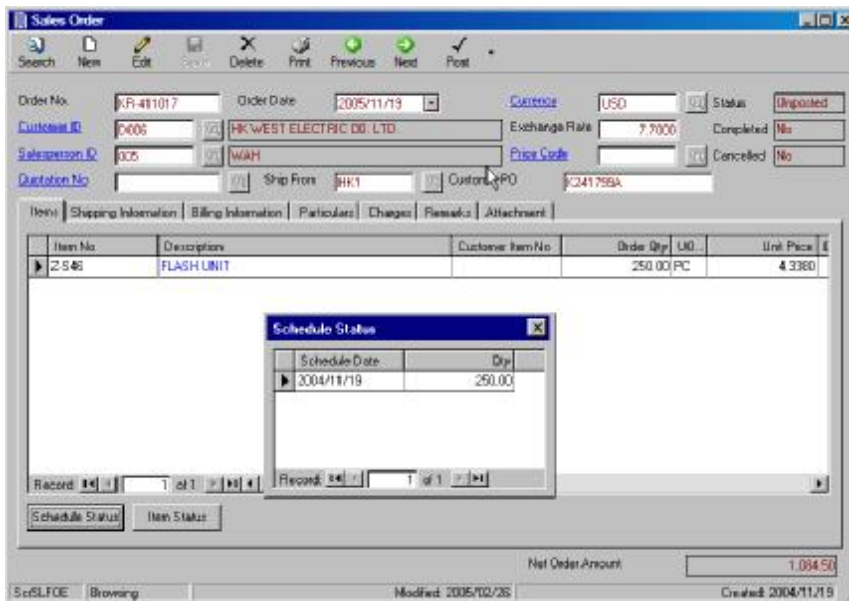 Sales Order
Search New Edit Save Delete Print Previous Next Post
Order No. KR-411017 Order Date 2005/11/19 Currency USD Status Unposted
Customer ID D606 HK WEST ELECTRIC CO. LTD. Exchange Rate 7.7000 Completed No
Salesperson ID 005 WAH Price Code Cancelled No
Quotation No Ship From HK1 Customer PO K241799A
Items Shipping Information Billing Information Particulars Charges Remarks Attachment
Item No Description Customer Item No Order Qty UO... Unit Price
Z-S46 FLASH UNIT 250.00 PC 4.3380
Schedule Status
Schedule Date Qty
2004/11/19 250.00
Record: 1 of 1
Record: 1 of 1
Schedule Status Item Status
Net Order Amount 1,084.50
ScrSLFOE Browsing Modified: 2005/02/26 Created: 2004/11/19